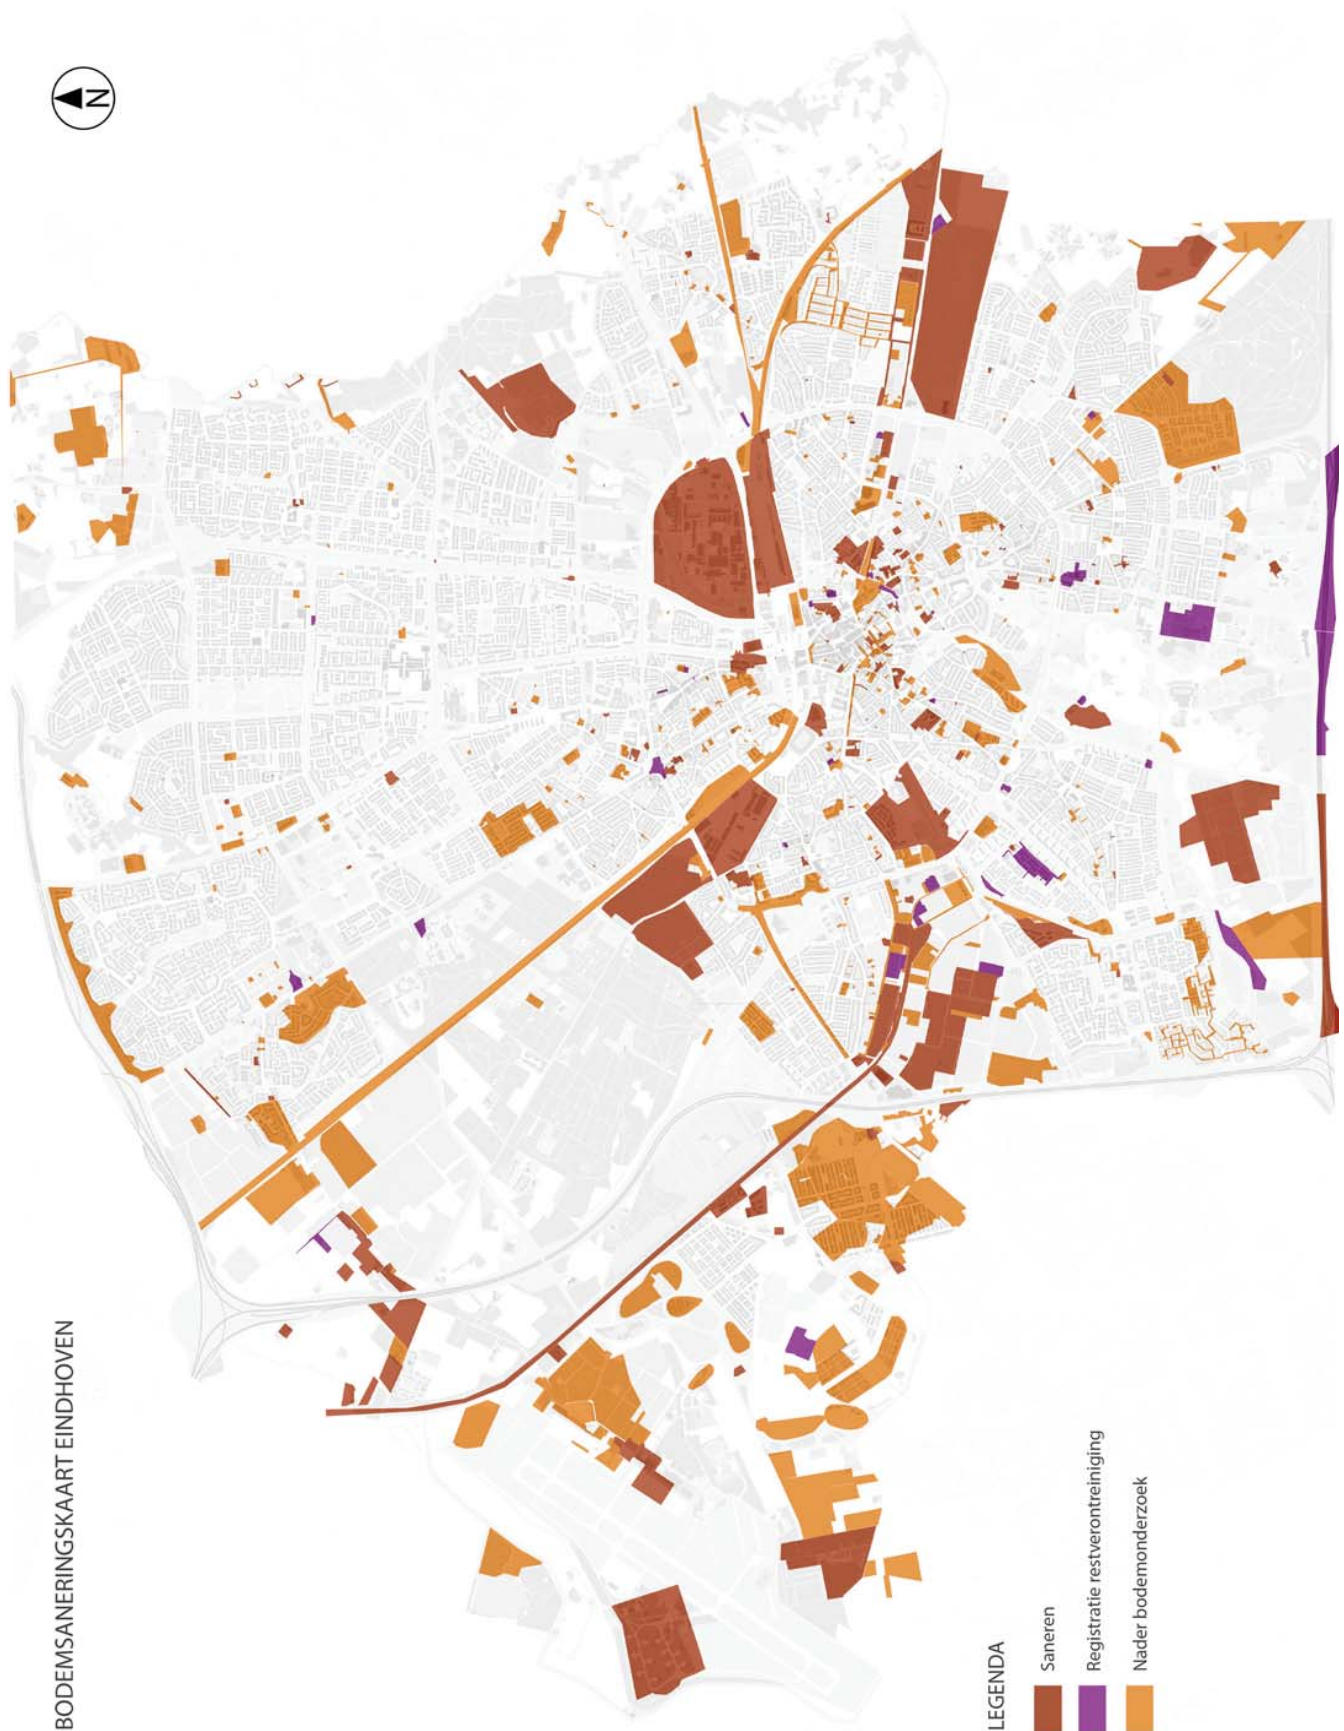 BODEMSANERINGSKAART EINDHOVEN
N
LEGENDA
Saneren
Registratie restverontreiniging
Nader bodemonderzoek